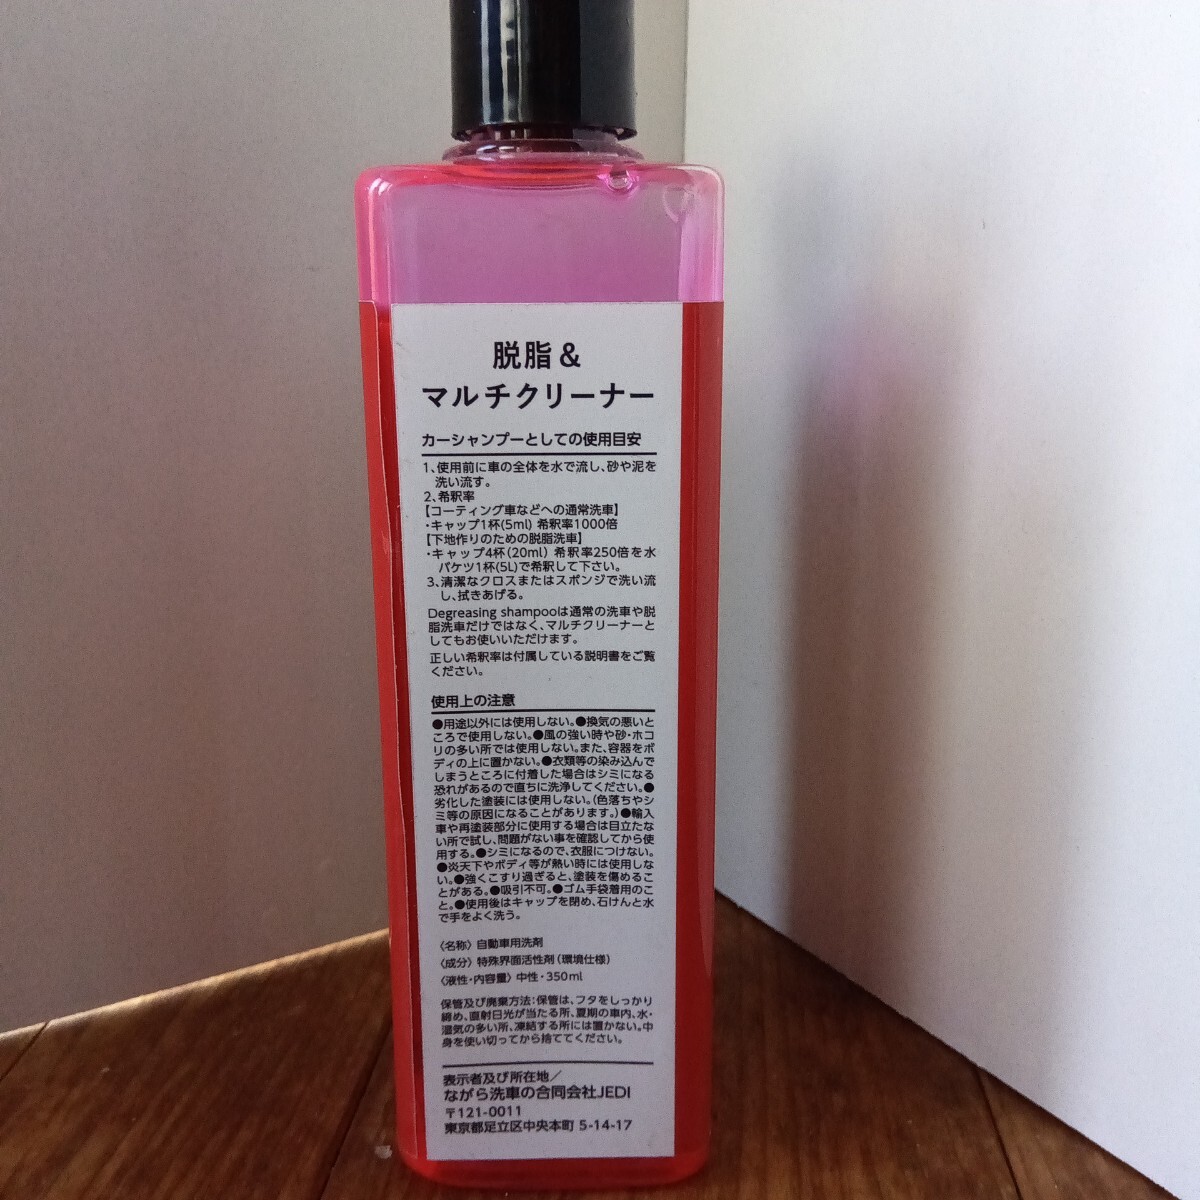 脱脂&
マルチクリーナー
カーシャンプーとしての使用目安
1、使用前に車の全体を水で流し、砂や泥を
洗い流す。
2、希釈率
【コーティング車などへの通常洗車】
・キャップ1杯(5ml) 希釈率1000倍
【下地作りのための脱脂洗車】
・キャップ4杯(20ml) 希釈率250倍を水
バケツ1杯(5L)で希釈して下さい。
3、清潔なクロスまたはスポンジで洗い流
し、拭きあげる。
Degreasing shampooは通常の洗車や脱
脂洗車だけではなく、マルチクリーナーと
してもお使いいただけます。
正しい希釈率は付属している説明書をご覧
ください。
使用上の注意
●用途以外には使用しない。●換気の悪いと
ころで使用しない。●風の強い時や砂・ホコ
リの多い所では使用しない。また、容器をボ
ディの上に置かない。●衣類等の染み込んで
しまうところに付着した場合はシミになる
恐れがあるので直ちに洗浄してください。●
劣化した塗装には使用しない。(色落ちやシ
ミ等の原因になることがあります。)●輸入
車や再塗装部分に使用する場合は目立たな
い所で試し、問題がない事を確認してから使
用する。●シミになるので、衣服につけない。
●炎天下やボディ等が熱い時には使用しな
い。●強くこすり過ぎると、塗装を傷めるこ
とがある。●吸引不可。●ゴム手袋着用のこ
と。●使用後はキャップを閉め、石けんと水
で手をよく洗う。
〈名称〉 自動車用洗剤
〈成分〉 特殊界面活性剤(環境仕様)
〈液性・内容量〉 中性・350ml
保管及び廃棄方法:保管は、フタをしっかり
締め、直射日光が当たる所、夏期の車内、水・
湿気の多い所、凍結する所には置かない。中
身を使い切ってから捨ててください。
表示者及び所在地/
ながら洗車の合同会社JEDI
〒121-0011
東京都足立区中央本町 5-14-17